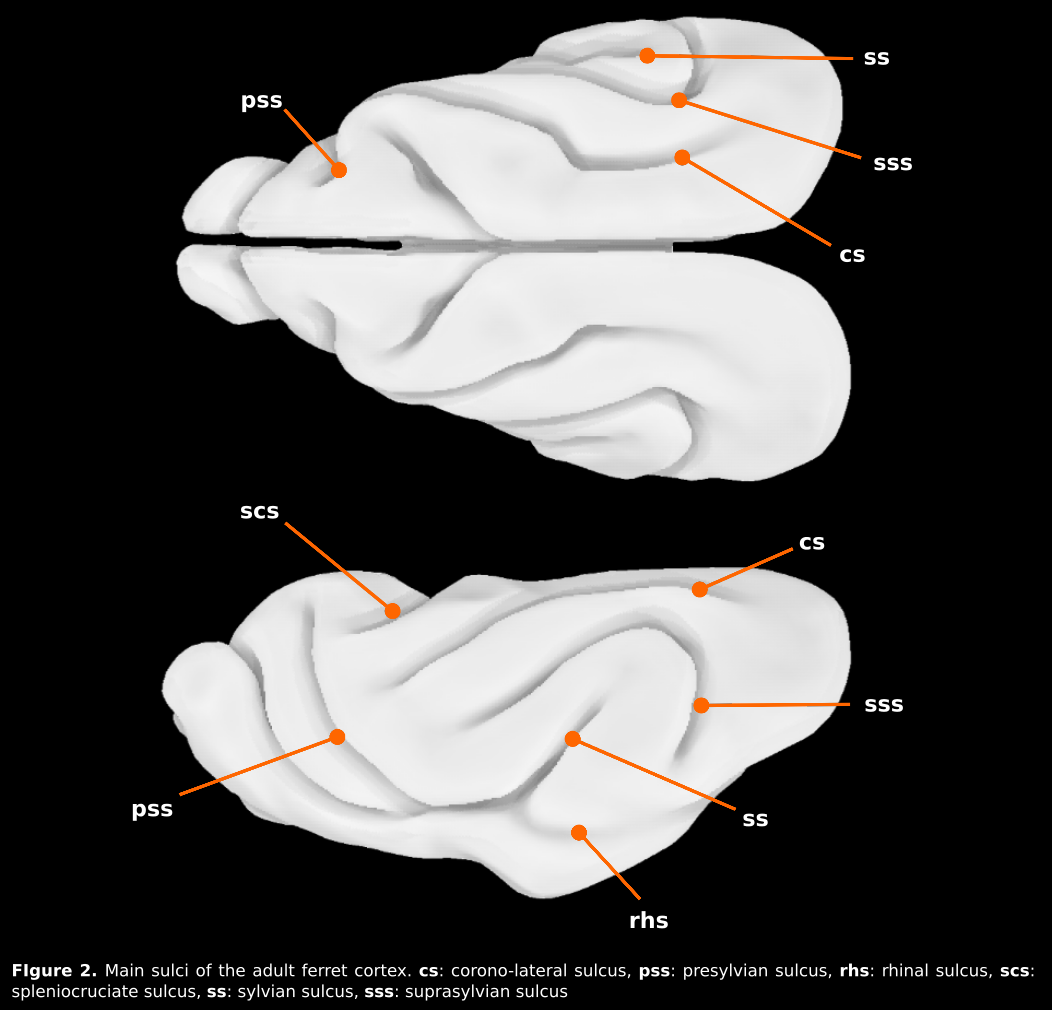 ss
pss
sss
cs
scs
cs
sss
pss
ss
rhs
FIgure 2. Main sulci of the adult ferret cortex. cs: corono-lateral sulcus, pss: presylvian sulcus, rhs: rhinal sulcus, scs:
spleniocruciate sulcus, ss: sylvian sulcus, sss: suprasylvian sulcus